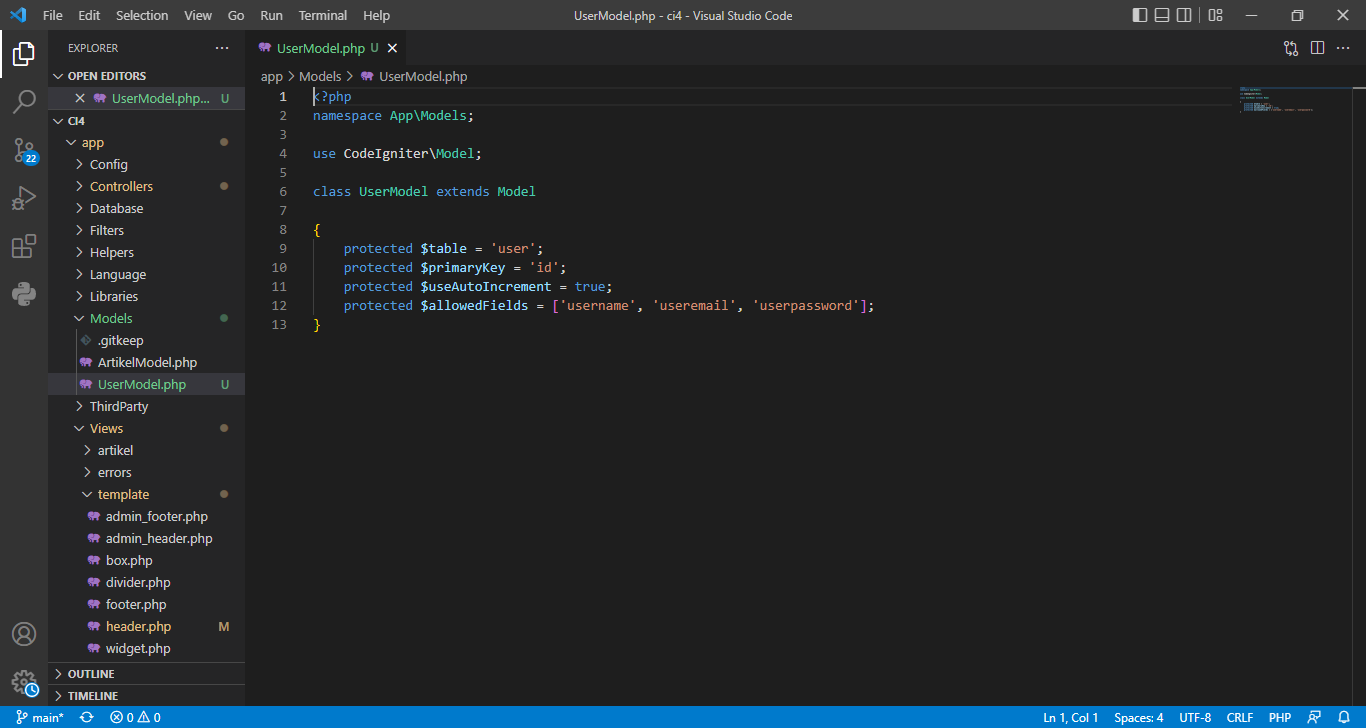 File Edit Selection View Go Run Terminal Help
UserModel.php - ci4 - Visual Studio Code
EXPLORER
OPEN EDITORS
UserModel.php... U
CI4
app
Config
Controllers
Database
Filters
Helpers
Language
Libraries
Models
.gitkeep
ArtikelModel.php
UserModel.php U
ThirdParty
Views
artikel
errors
template
admin_footer.php
admin_header.php
box.php
divider.php
footer.php
header.php M
widget.php
OUTLINE
TIMELINE
22
UserModel.php U
app > Models > UserModel.php
1 <?php
2 namespace App\Models;
3
4 use CodeIgniter\Model;
5
6 class UserModel extends Model
7
8 {
9 protected $table = 'user';
10 protected $primaryKey = 'id';
11 protected $useAutoIncrement = true;
12 protected $allowedFields = ['username', 'useremail', 'userpassword'];
13 }
main* 0 0
Ln 1, Col 1 Spaces: 4 UTF-8 CRLF PHP